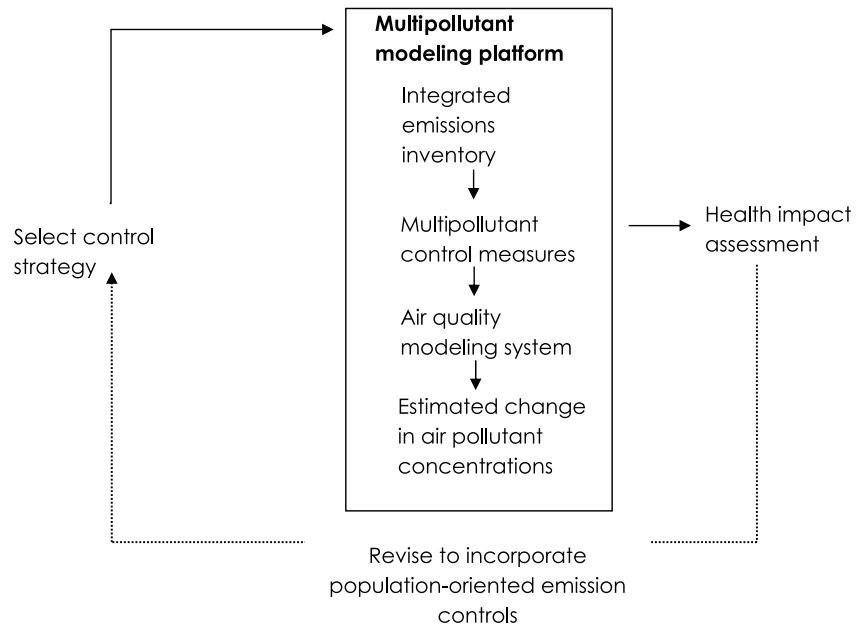 Multipollutant
modeling platform
Integrated
emissions
inventory
Multipollutant
control measures
Air quality
modeling system
Estimated change
in air pollutant
concentrations
Select control
strategy
Health impact
assessment
Revise to incorporate
population-oriented emission
controls